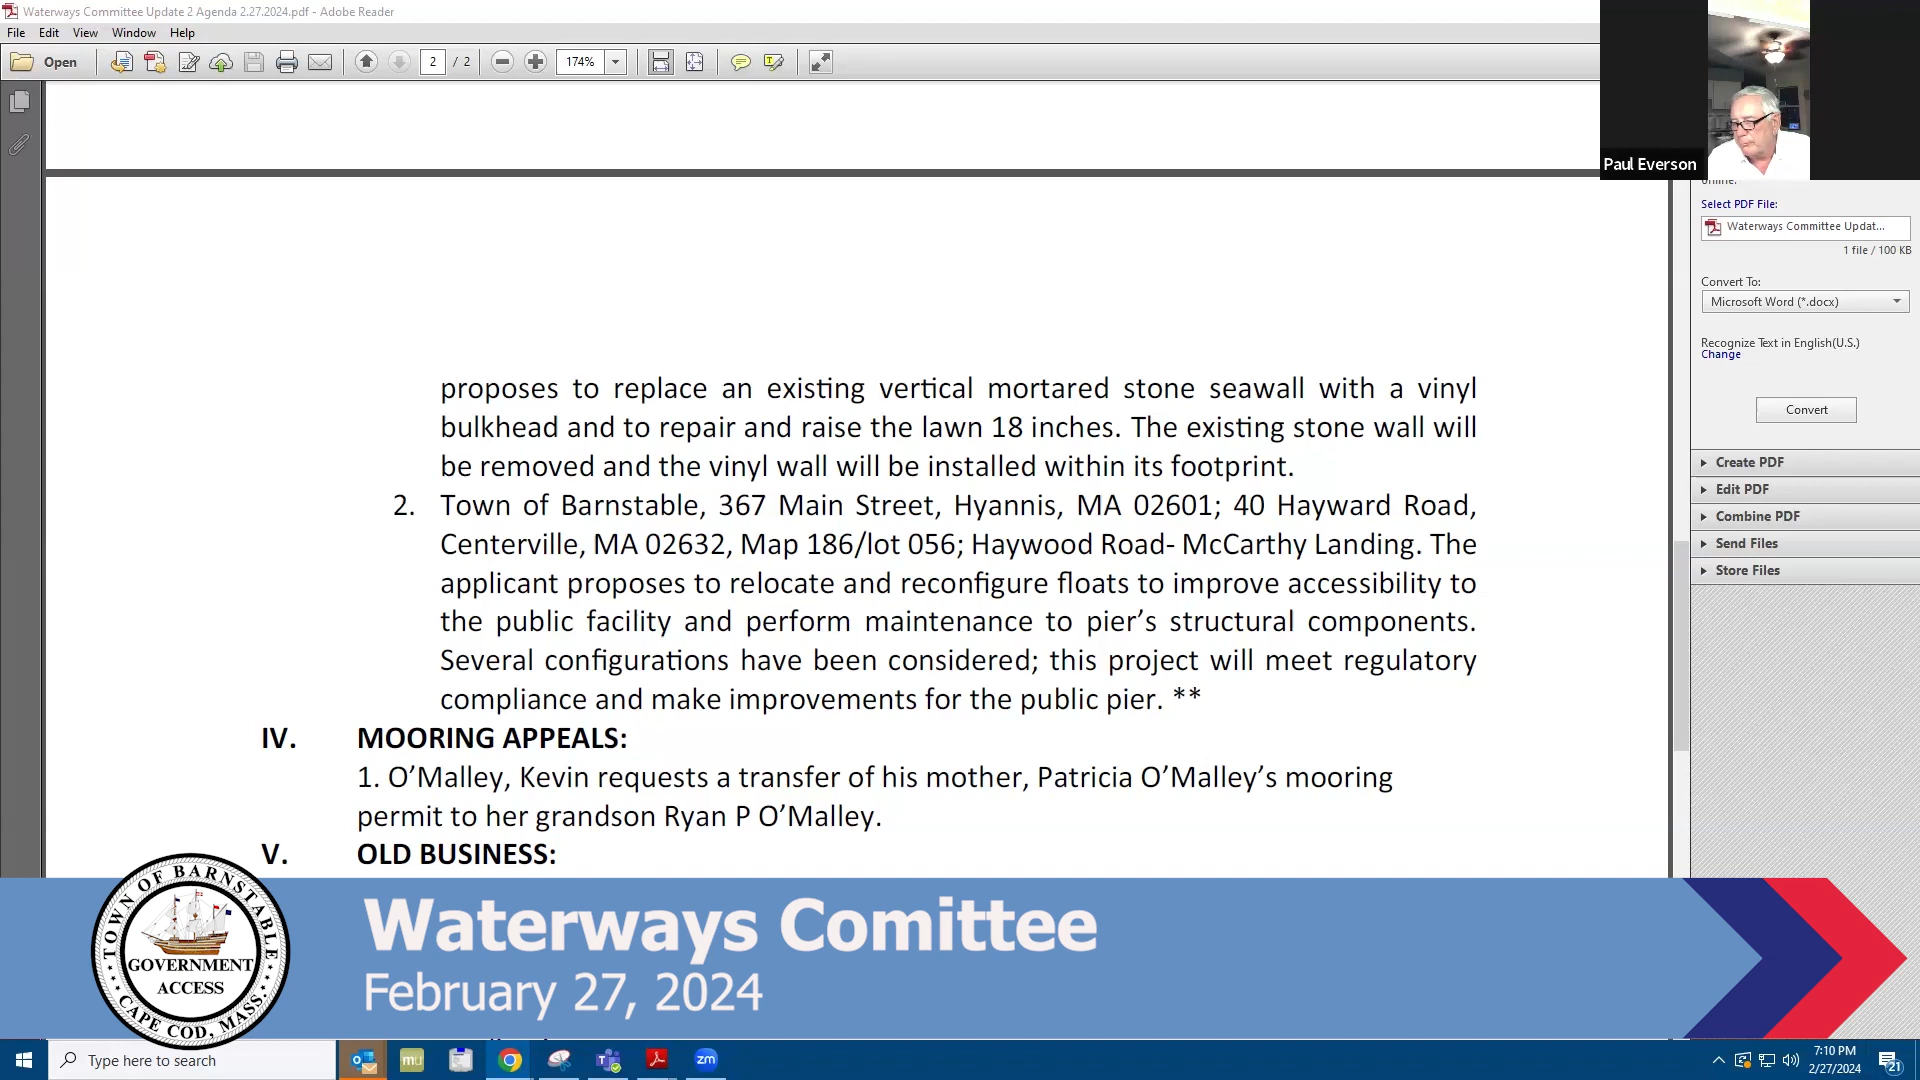 Waterways Committee Update 2 Agenda 2.27.2024.pdf - Adobe Reader
File Edit View Window Help
Open 2 / 2 174%
Paul Everson
Select PDF File:
Waterways Committee Updat...
1 file / 100 KB
Convert To:
Microsoft Word (*.docx)
Recognize Text in English(U.S.)
Change
Convert
Create PDF
Edit PDF
Combine PDF
Send Files
Store Files
proposes to replace an existing vertical mortared stone seawall with a vinyl
bulkhead and to repair and raise the lawn 18 inches. The existing stone wall will
be removed and the vinyl wall will be installed within its footprint.
2. Town of Barnstable, 367 Main Street, Hyannis, MA 02601; 40 Hayward Road,
Centerville, MA 02632, Map 186/lot 056; Haywood Road- McCarthy Landing. The
applicant proposes to relocate and reconfigure floats to improve accessibility to
the public facility and perform maintenance to pier’s structural components.
Several configurations have been considered; this project will meet regulatory
compliance and make improvements for the public pier. **
IV. MOORING APPEALS:
1. O’Malley, Kevin requests a transfer of his mother, Patricia O’Malley’s mooring
permit to her grandson Ryan P O’Malley.
V. OLD BUSINESS:
TOWN OF BARNSTABLE
GOVERNMENT
ACCESS
CAPE COD, MASS.
Waterways Comittee
February 27, 2024
Type here to search
mu
zm
7:10 PM
2/27/2024
21